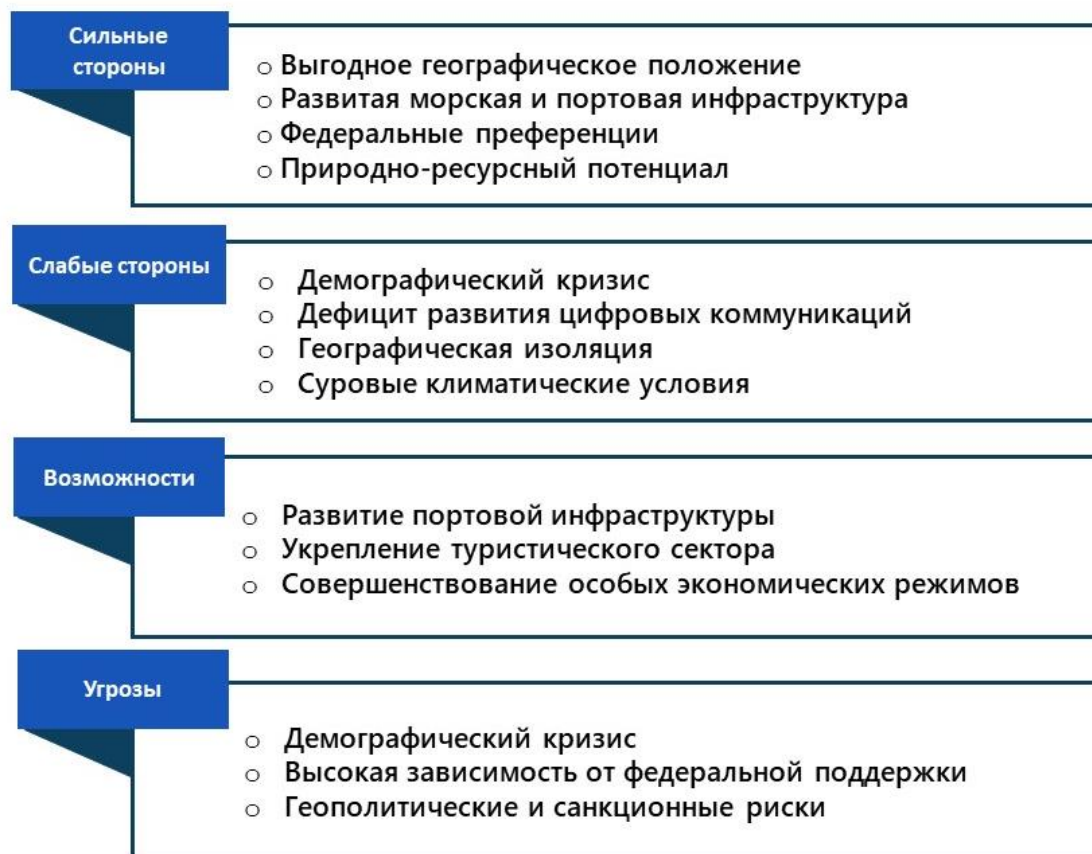 Сильные
стороны
o Выгодное географическое положение
o Развитая морская и портовая инфраструктура
o Федеральные преференции
o Природно-ресурсный потенциал
Слабые стороны
o Демографический кризис
o Дефицит развития цифровых коммуникаций
o Географическая изоляция
o Суровые климатические условия
Возможности
o Развитие портовой инфраструктуры
o Укрепление туристического сектора
o Совершенствование особых экономических режимов
Угрозы
o Демографический кризис
o Высокая зависимость от федеральной поддержки
o Геополитические и санкционные риски